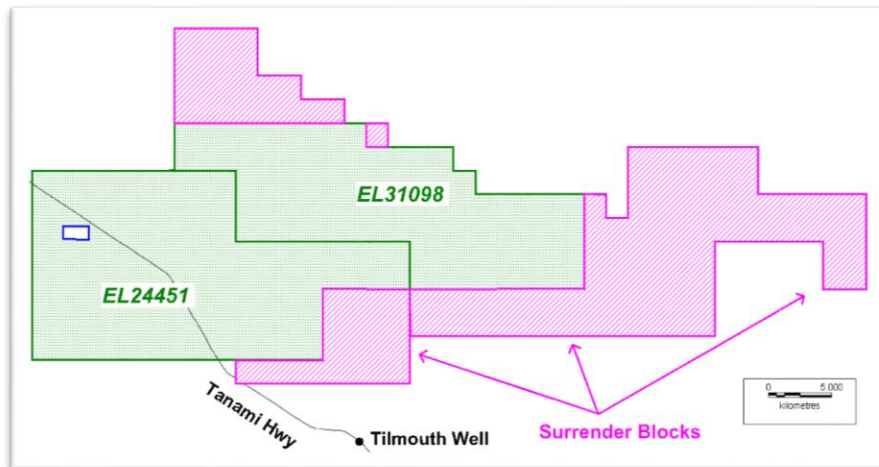 EL31098
EL24451
Tanami Hwy
Tilmouth Well
Surrender Blocks
0 5.000
kilometres